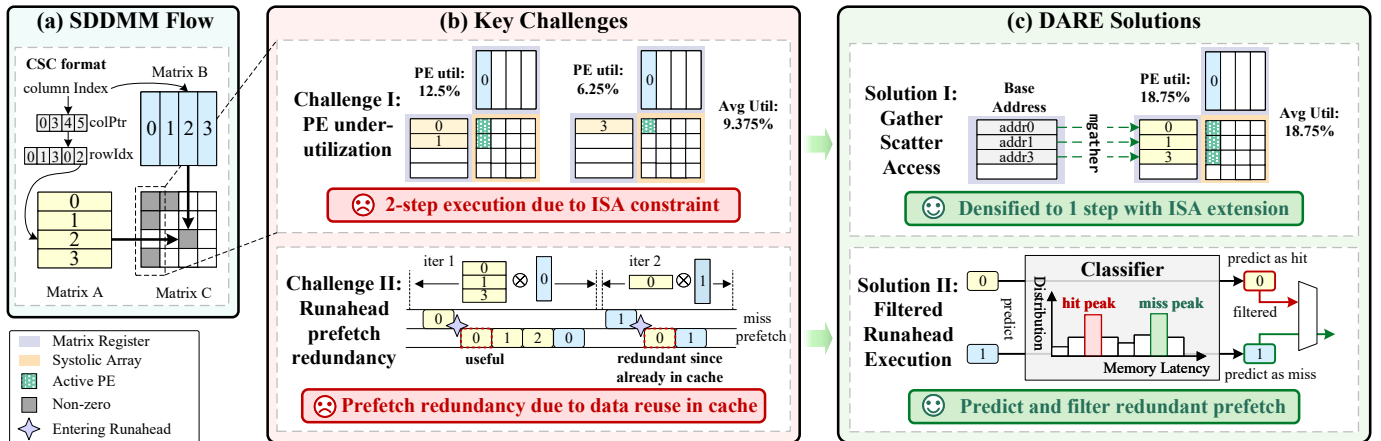 (a) SDDMM Flow
CSC format
Matrix B
column Index
0 3 4 5
colPtr
0 1 3 0 2
rowIdx
0 1 2 3
0
1
2
3
Matrix A
Matrix C
Matrix Register
Systolic Array
Active PE
Non-zero
Entering Runahead
(b) Key Challenges
Challenge I:
PE under-
utilization
PE util:
12.5%
0
0
1
PE util:
6.25%
0
3
Avg Util:
9.375%
2-step execution due to ISA constraint
Challenge II:
Runahead
prefetch
redundancy
iter 1
0
1
3
⊗
0
iter 2
0
⊗
1
0
1
miss
prefetch
0 1 2 0
0 1
useful
redundant since
already in cache
Prefetch redundancy due to data reuse in cache
(c) DARE Solutions
Solution I:
Gather
Scatter
Access
Base
Address
addr0
addr1
addr3
mgather
PE util:
18.75%
0
0
1
3
Avg Util:
18.75%
Densified to 1 step with ISA extension
Solution II:
Filtered
Runahead
Execution
0
1
predict
Classifier
Distribution
hit peak
miss peak
Memory Latency
predict as hit
0
filtered
1
predict as miss
Predict and filter redundant prefetch